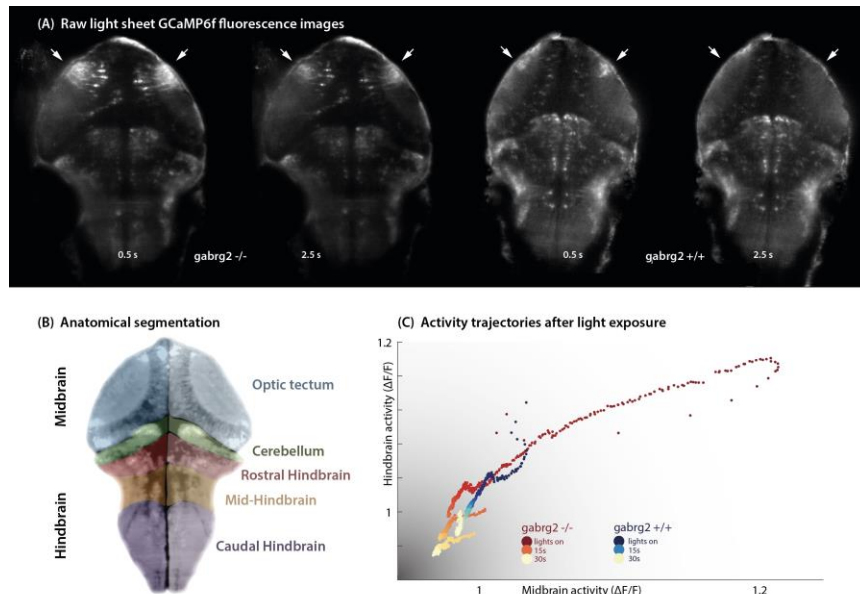 (A) Raw light sheet GCaMP6f fluorescence images
0.5 s
gabrg2 -/-
2.5 s
0.5 s
gabrg2 +/+
2.5 s
(B) Anatomical segmentation
Midbrain
Hindbrain
Optic tectum
Cerebellum
Rostral Hindbrain
Mid-Hindbrain
Caudal Hindbrain
(C) Activity trajectories after light exposure
1.2
Hindbrain activity (ΔF/F)
1
gabrg2 -/-
lights on
15s
30s
gabrg2 +/+
lights on
15s
30s
1
Midbrain activity (ΔF/F)
1.2